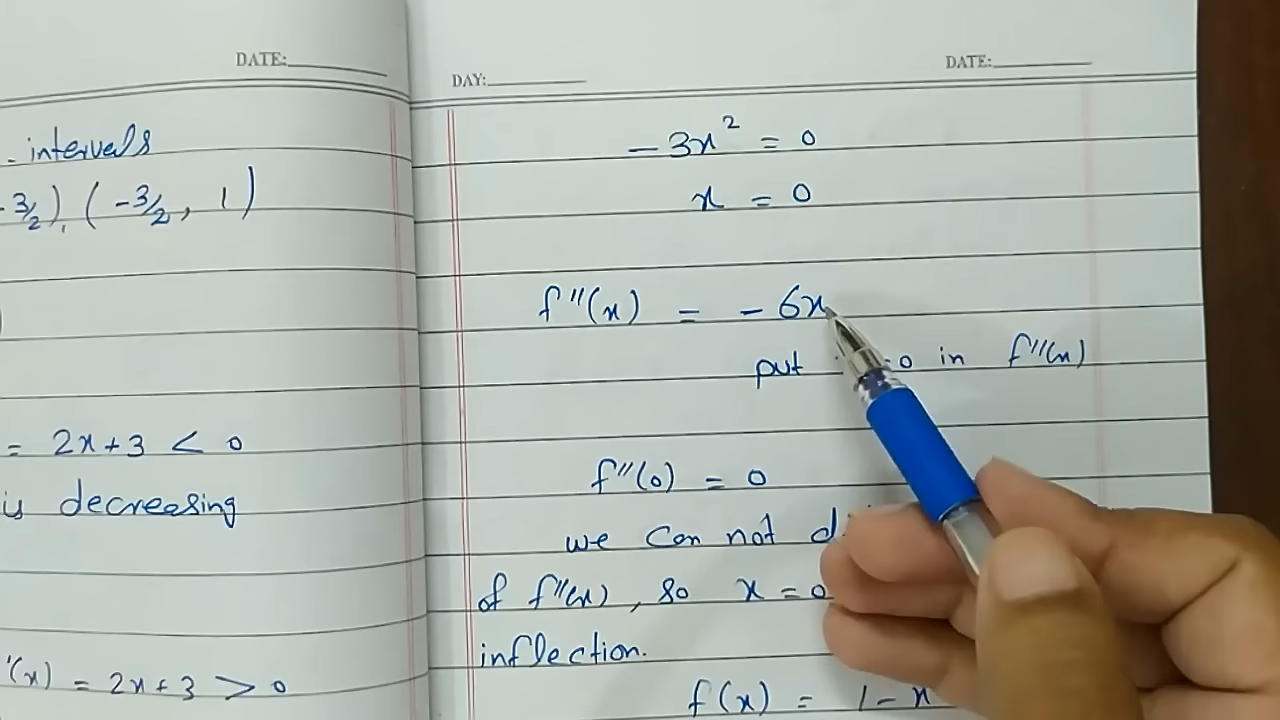 DATE:
- intervals
-3/2), (-3/2, 1)
)
= 2x+3 < 0
is decreasing
'(x) = 2x+3 > 0
DAY:
DATE:
-3x² = 0
x = 0
f''(x) = -6x
put 0 in f''(x)
f''(0) = 0
we can not
of f''(x), so x = 0
inflection.
f(x) = 1-x